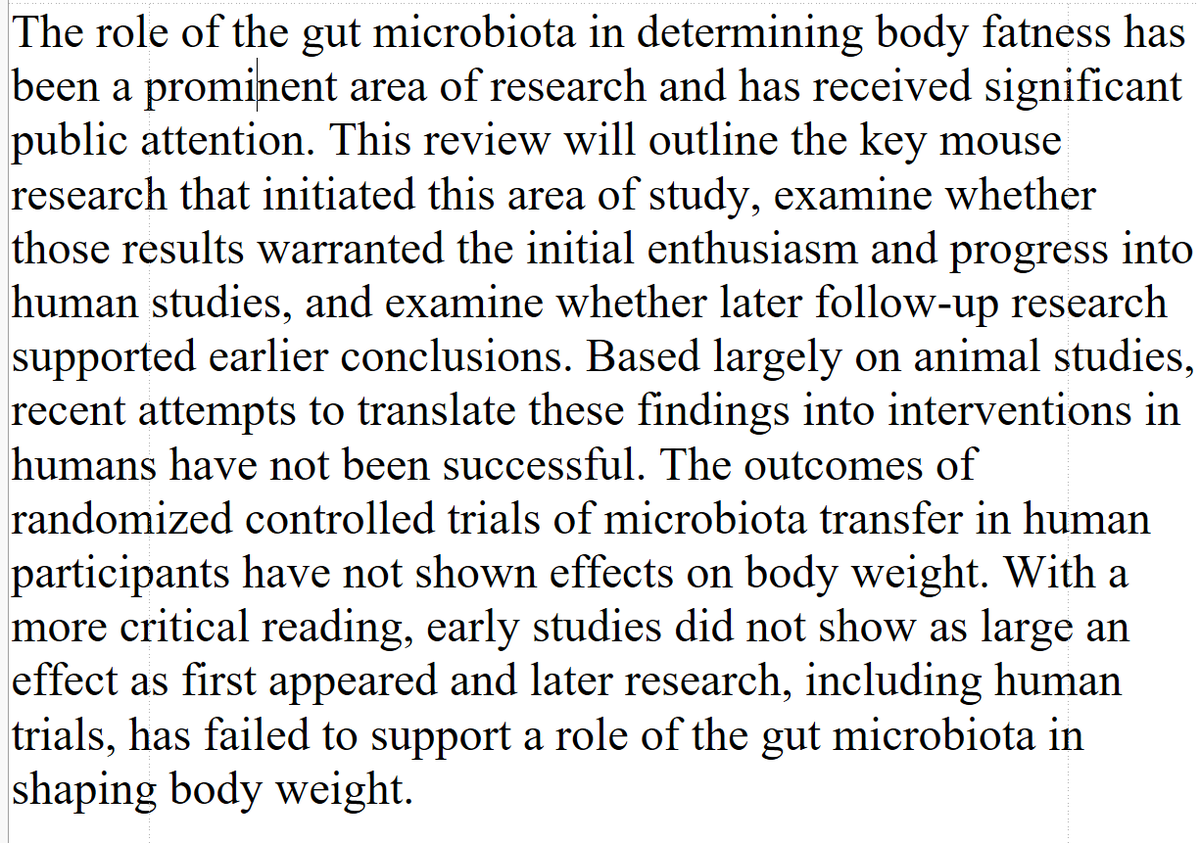 The role of the gut microbiota in determining body fatness has
been a prominent area of research and has received significant
public attention. This review will outline the key mouse
research that initiated this area of study, examine whether
those results warranted the initial enthusiasm and progress into
human studies, and examine whether later follow-up research
supported earlier conclusions. Based largely on animal studies,
recent attempts to translate these findings into interventions in
humans have not been successful. The outcomes of
randomized controlled trials of microbiota transfer in human
participants have not shown effects on body weight. With a
more critical reading, early studies did not show as large an
effect as first appeared and later research, including human
trials, has failed to support a role of the gut microbiota in
shaping body weight.